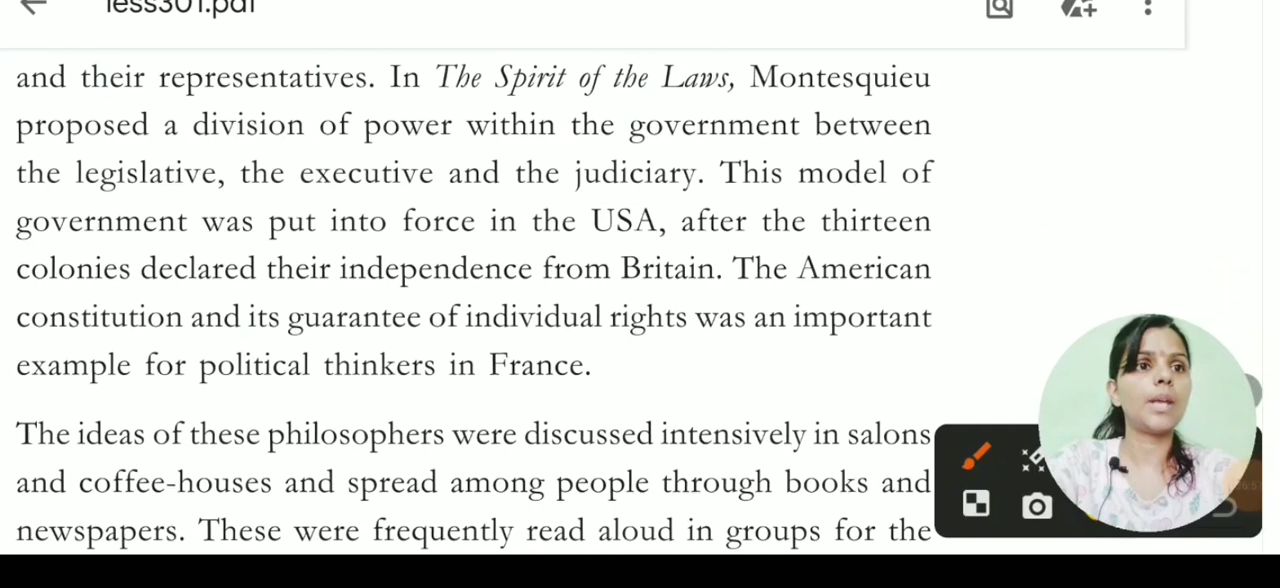 less301.pdf
and their representatives. In The Spirit of the Laws, Montesquieu
proposed a division of power within the government between
the legislative, the executive and the judiciary. This model of
government was put into force in the USA, after the thirteen
colonies declared their independence from Britain. The American
constitution and its guarantee of individual rights was an important
example for political thinkers in France.
The ideas of these philosophers were discussed intensively in salons
and coffee-houses and spread among people through books and
newspapers. These were frequently read aloud in groups for the